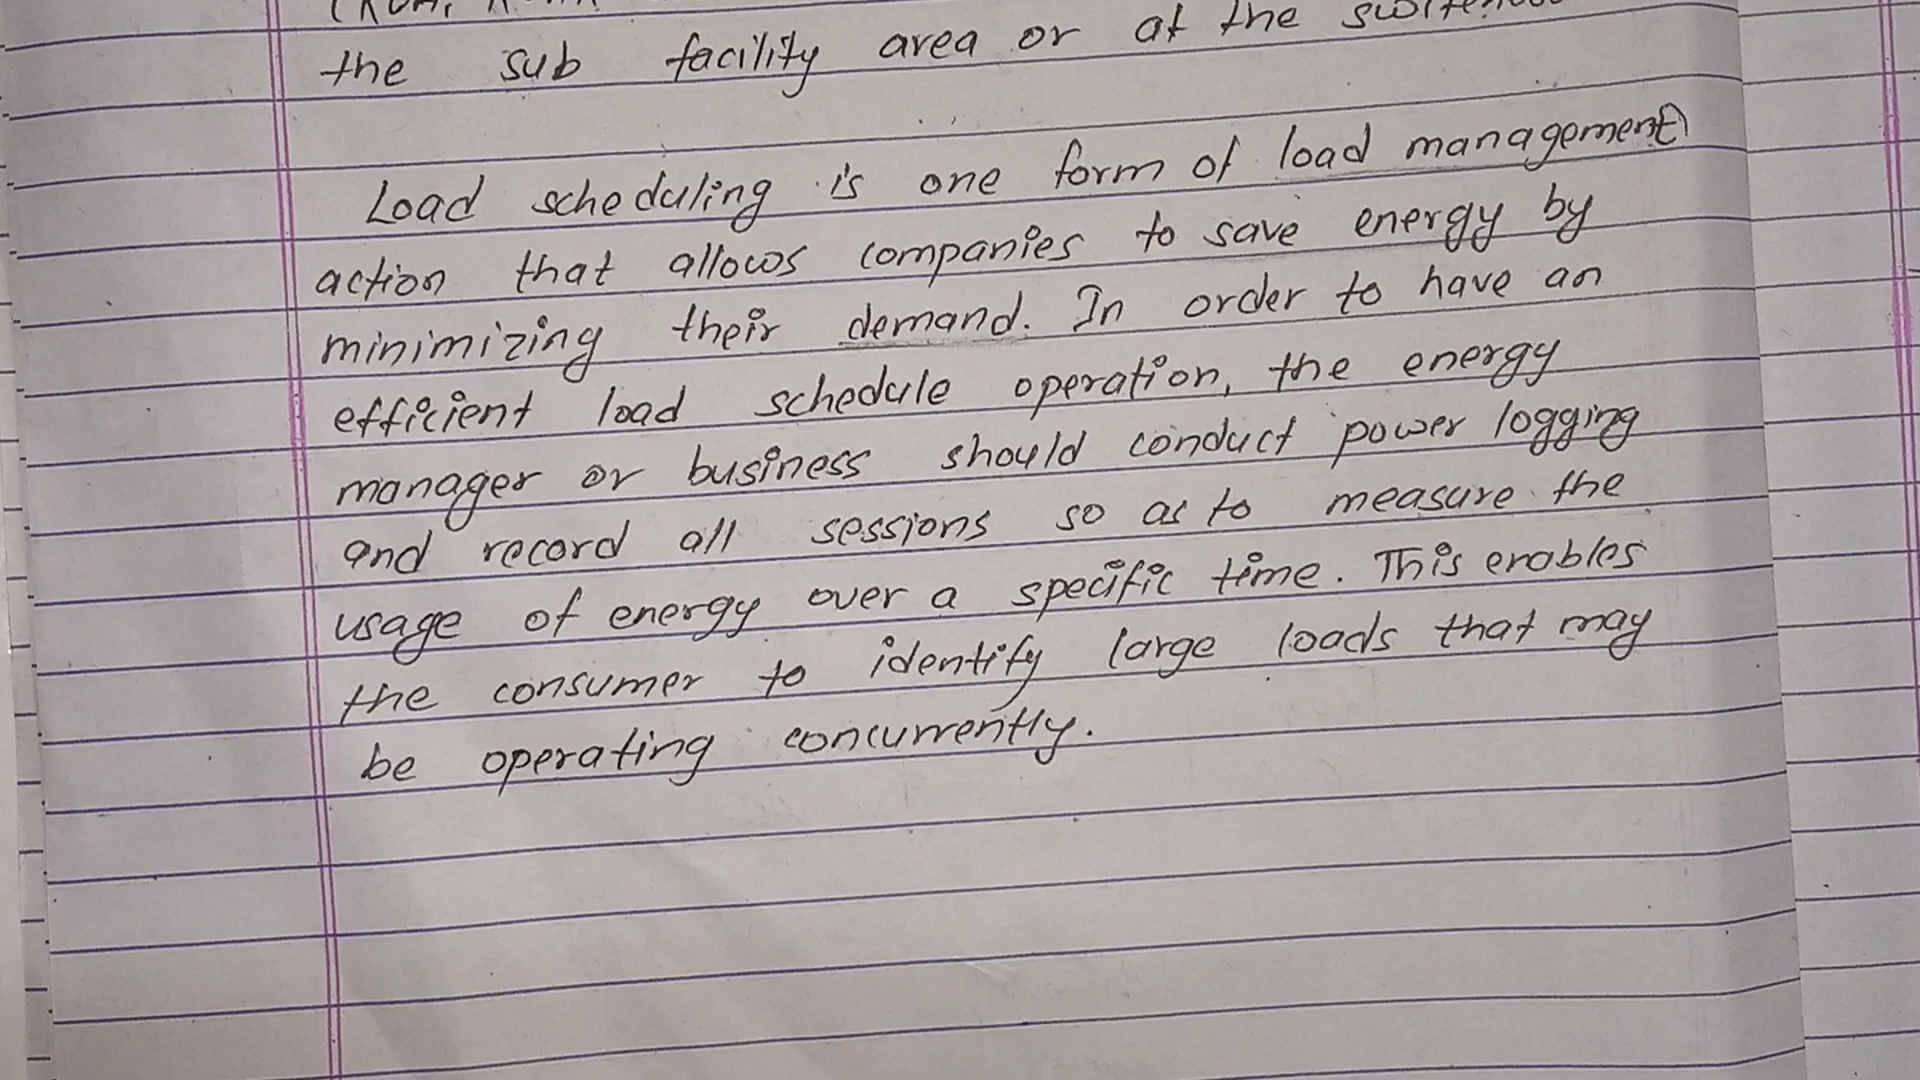 the sub facility area or at the
Load scheduling is one form of load management
action that allows companies to save energy by
minimizing their demand. In order to have an
efficient load schedule operation, the energy
manager or business should conduct power logging
and record all sessions so as to measure the
usage of energy over a specific time. This enables
the consumer to identify large loads that may
be operating concurrently.